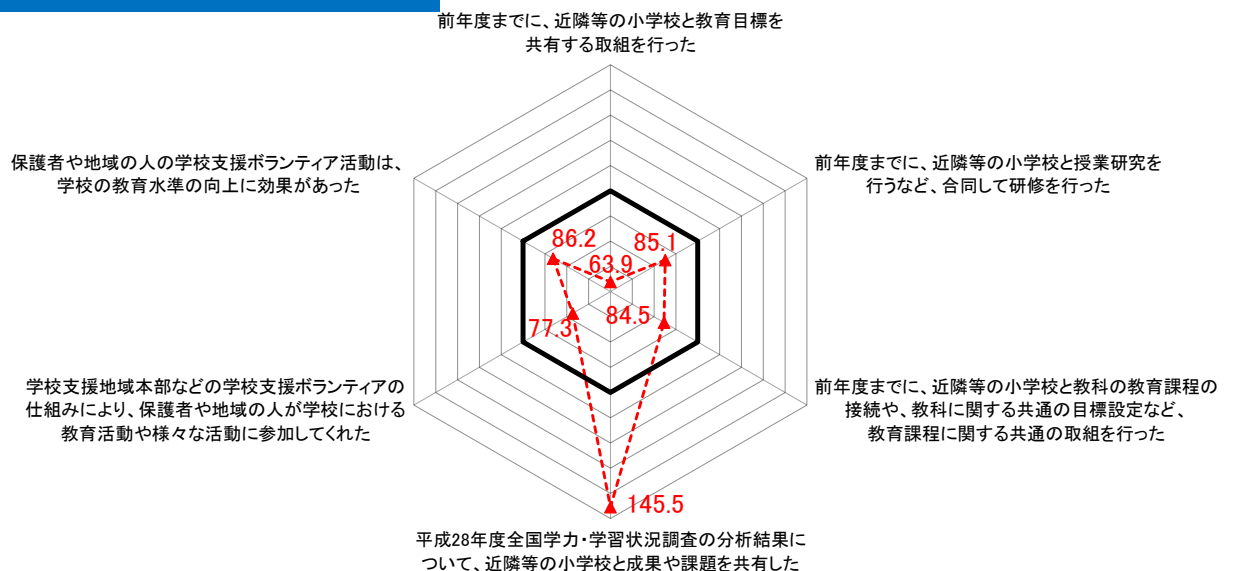 前年度までに、近隣等の小学校と教育目標を
共有する取組を行った
保護者や地域の人の学校支援ボランティア活動は、
学校の教育水準の向上に効果があった
前年度までに、近隣等の小学校と授業研究を
行うなど、合同して研修を行った
86.2
85.1
63.9
84.5
77.3
学校支援地域本部などの学校支援ボランティアの
仕組みにより、保護者や地域の人が学校における
教育活動や様々な活動に参加してくれた
前年度までに、近隣等の小学校と教科の教育課程の
接続や、教科に関する共通の目標設定など、
教育課程に関する共通の取組を行った
145.5
平成28年度全国学力・学習状況調査の分析結果に
ついて、近隣等の小学校と成果や課題を共有した